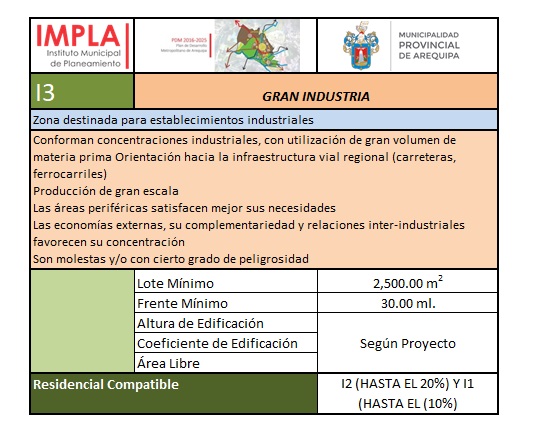 IMPLA
Instituto Municipal
de Planeamiento
PDM 2016-2025
Plan de Desarrollo
Metropolitano de Arequipa
MUNICIPALIDAD
PROVINCIAL
DE AREQUIPA
I3
GRAN INDUSTRIA
Zona destinada para establecimientos industriales
Conforman concentraciones industriales, con utilización de gran volumen de
materia prima Orientación hacia la infraestructura vial regional (carreteras,
ferrocarriles)
Producción de gran escala
Las áreas periféricas satisfacen mejor sus necesidades
Las economías externas, su complementariedad y relaciones inter-industriales
favorecen su concentración
Son molestas y/o con cierto grado de peligrosidad
Lote Mínimo 2,500.00 m²
Frente Mínimo 30.00 ml.
Altura de Edificación
Coeficiente de Edificación Según Proyecto
Área Libre
Residencial Compatible I2 (HASTA EL 20%) Y I1
(HASTA EL (10%)